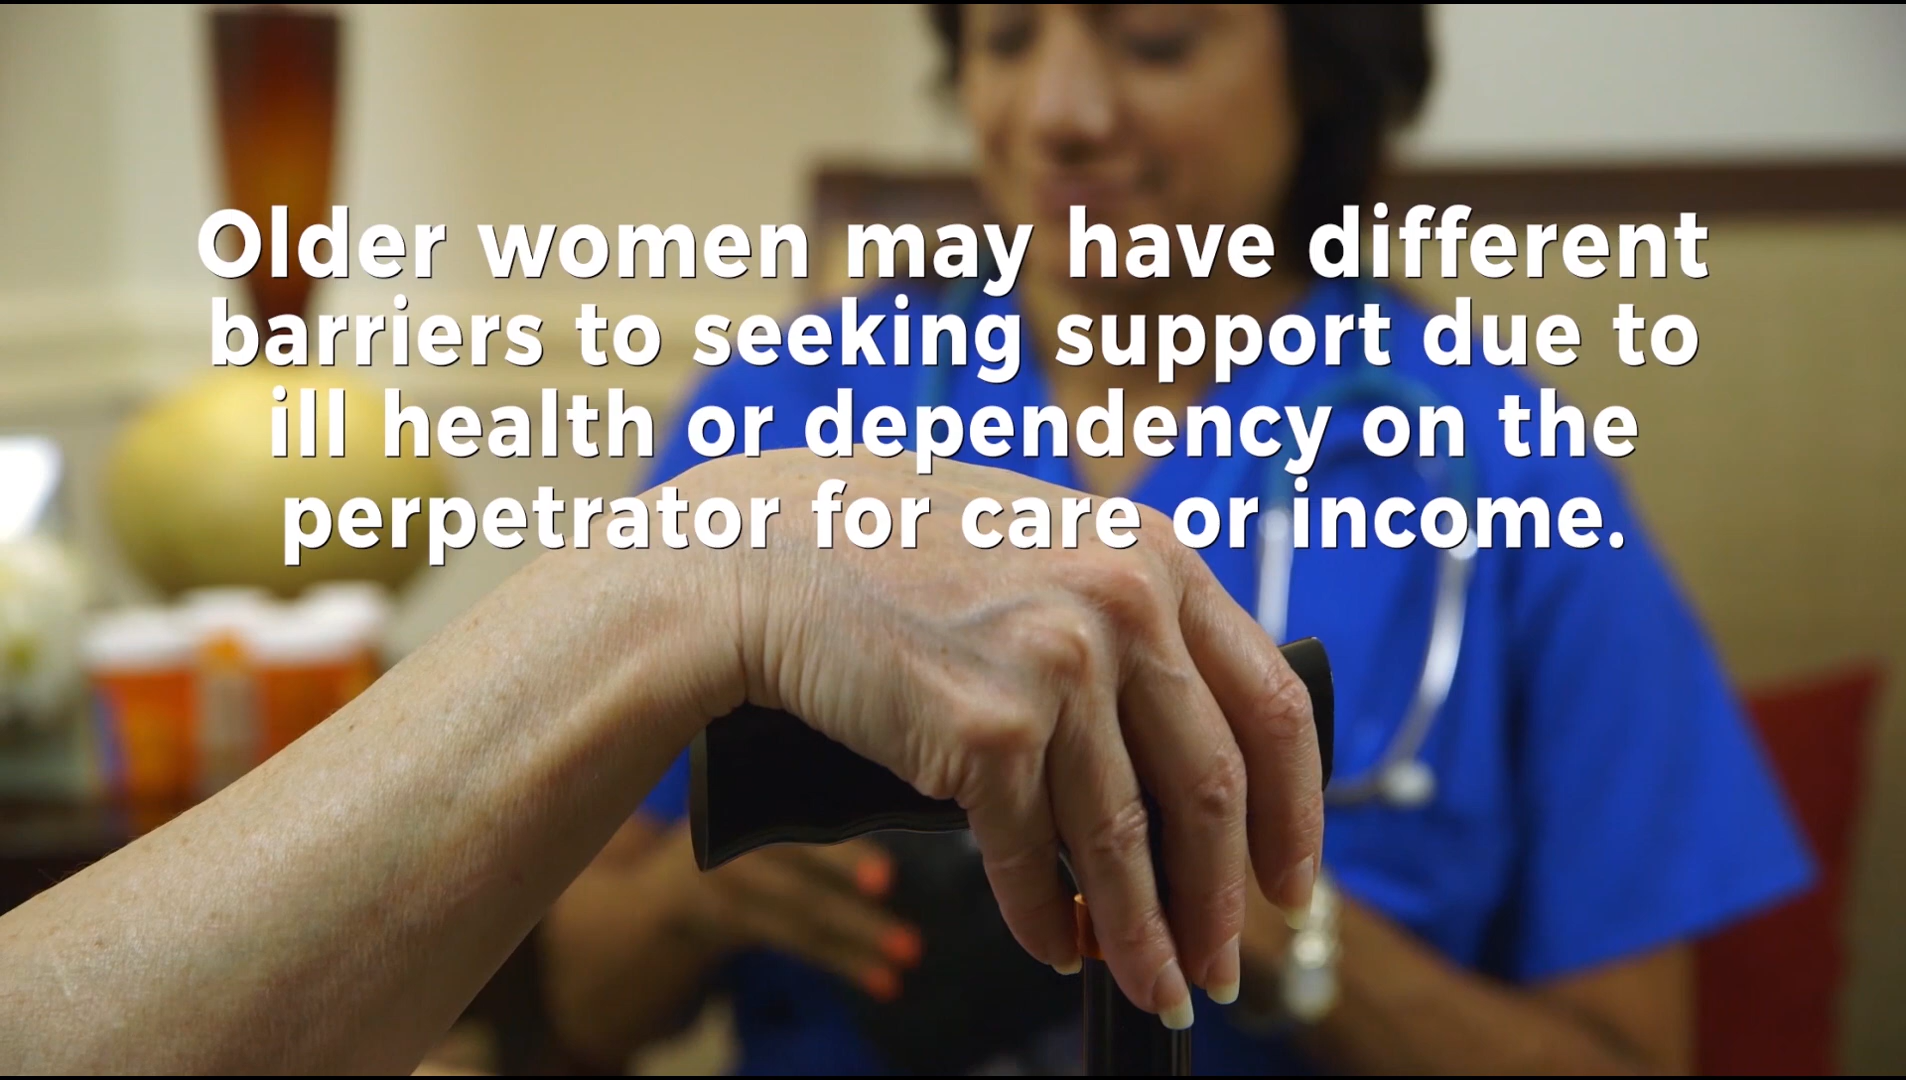 Older women may have different
barriers to seeking support due to
ill health or dependency on the
perpetrator for care or income.